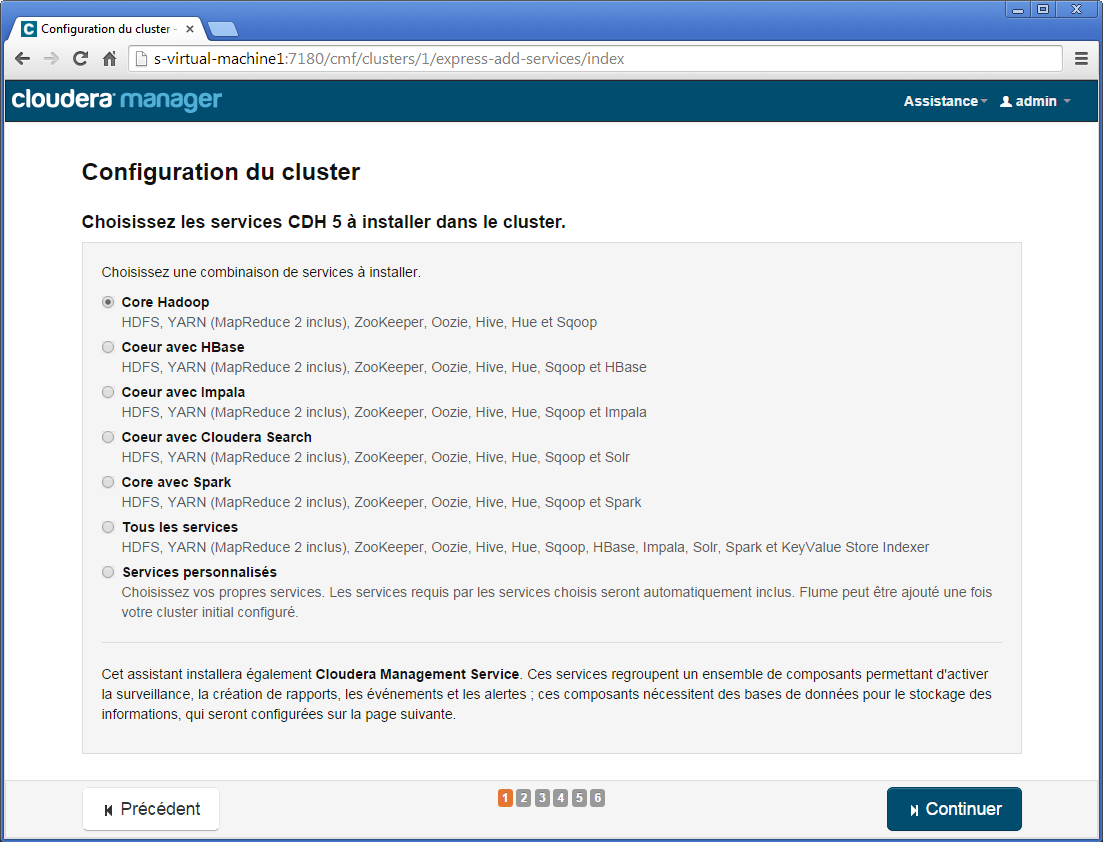 Configuration du cluster -
s-virtual-machine1:7180/cmf/clusters/1/express-add-services/index
cloudera manager
Assistance
admin
Configuration du cluster
Choisissez les services CDH 5 à installer dans le cluster.
Choisissez une combinaison de services à installer.
Core Hadoop
HDFS, YARN (MapReduce 2 inclus), ZooKeeper, Oozie, Hive, Hue et Sqoop
Coeur avec HBase
HDFS, YARN (MapReduce 2 inclus), ZooKeeper, Oozie, Hive, Hue, Sqoop et HBase
Coeur avec Impala
HDFS, YARN (MapReduce 2 inclus), ZooKeeper, Oozie, Hive, Hue, Sqoop et Impala
Coeur avec Cloudera Search
HDFS, YARN (MapReduce 2 inclus), ZooKeeper, Oozie, Hive, Hue, Sqoop et Solr
Core avec Spark
HDFS, YARN (MapReduce 2 inclus), ZooKeeper, Oozie, Hive, Hue, Sqoop et Spark
Tous les services
HDFS, YARN (MapReduce 2 inclus), ZooKeeper, Oozie, Hive, Hue, Sqoop, HBase, Impala, Solr, Spark et KeyValue Store Indexer
Services personnalisés
Choisissez vos propres services. Les services requis par les services choisis seront automatiquement inclus. Flume peut être ajouté une fois
votre cluster initial configuré.
Cet assistant installera également Cloudera Management Service. Ces services regroupent un ensemble de composants permettant d'activer
la surveillance, la création de rapports, les événements et les alertes ; ces composants nécessitent des bases de données pour le stockage des
informations, qui seront configurées sur la page suivante.
Précédent
1 2 3 4 5 6
Continuer